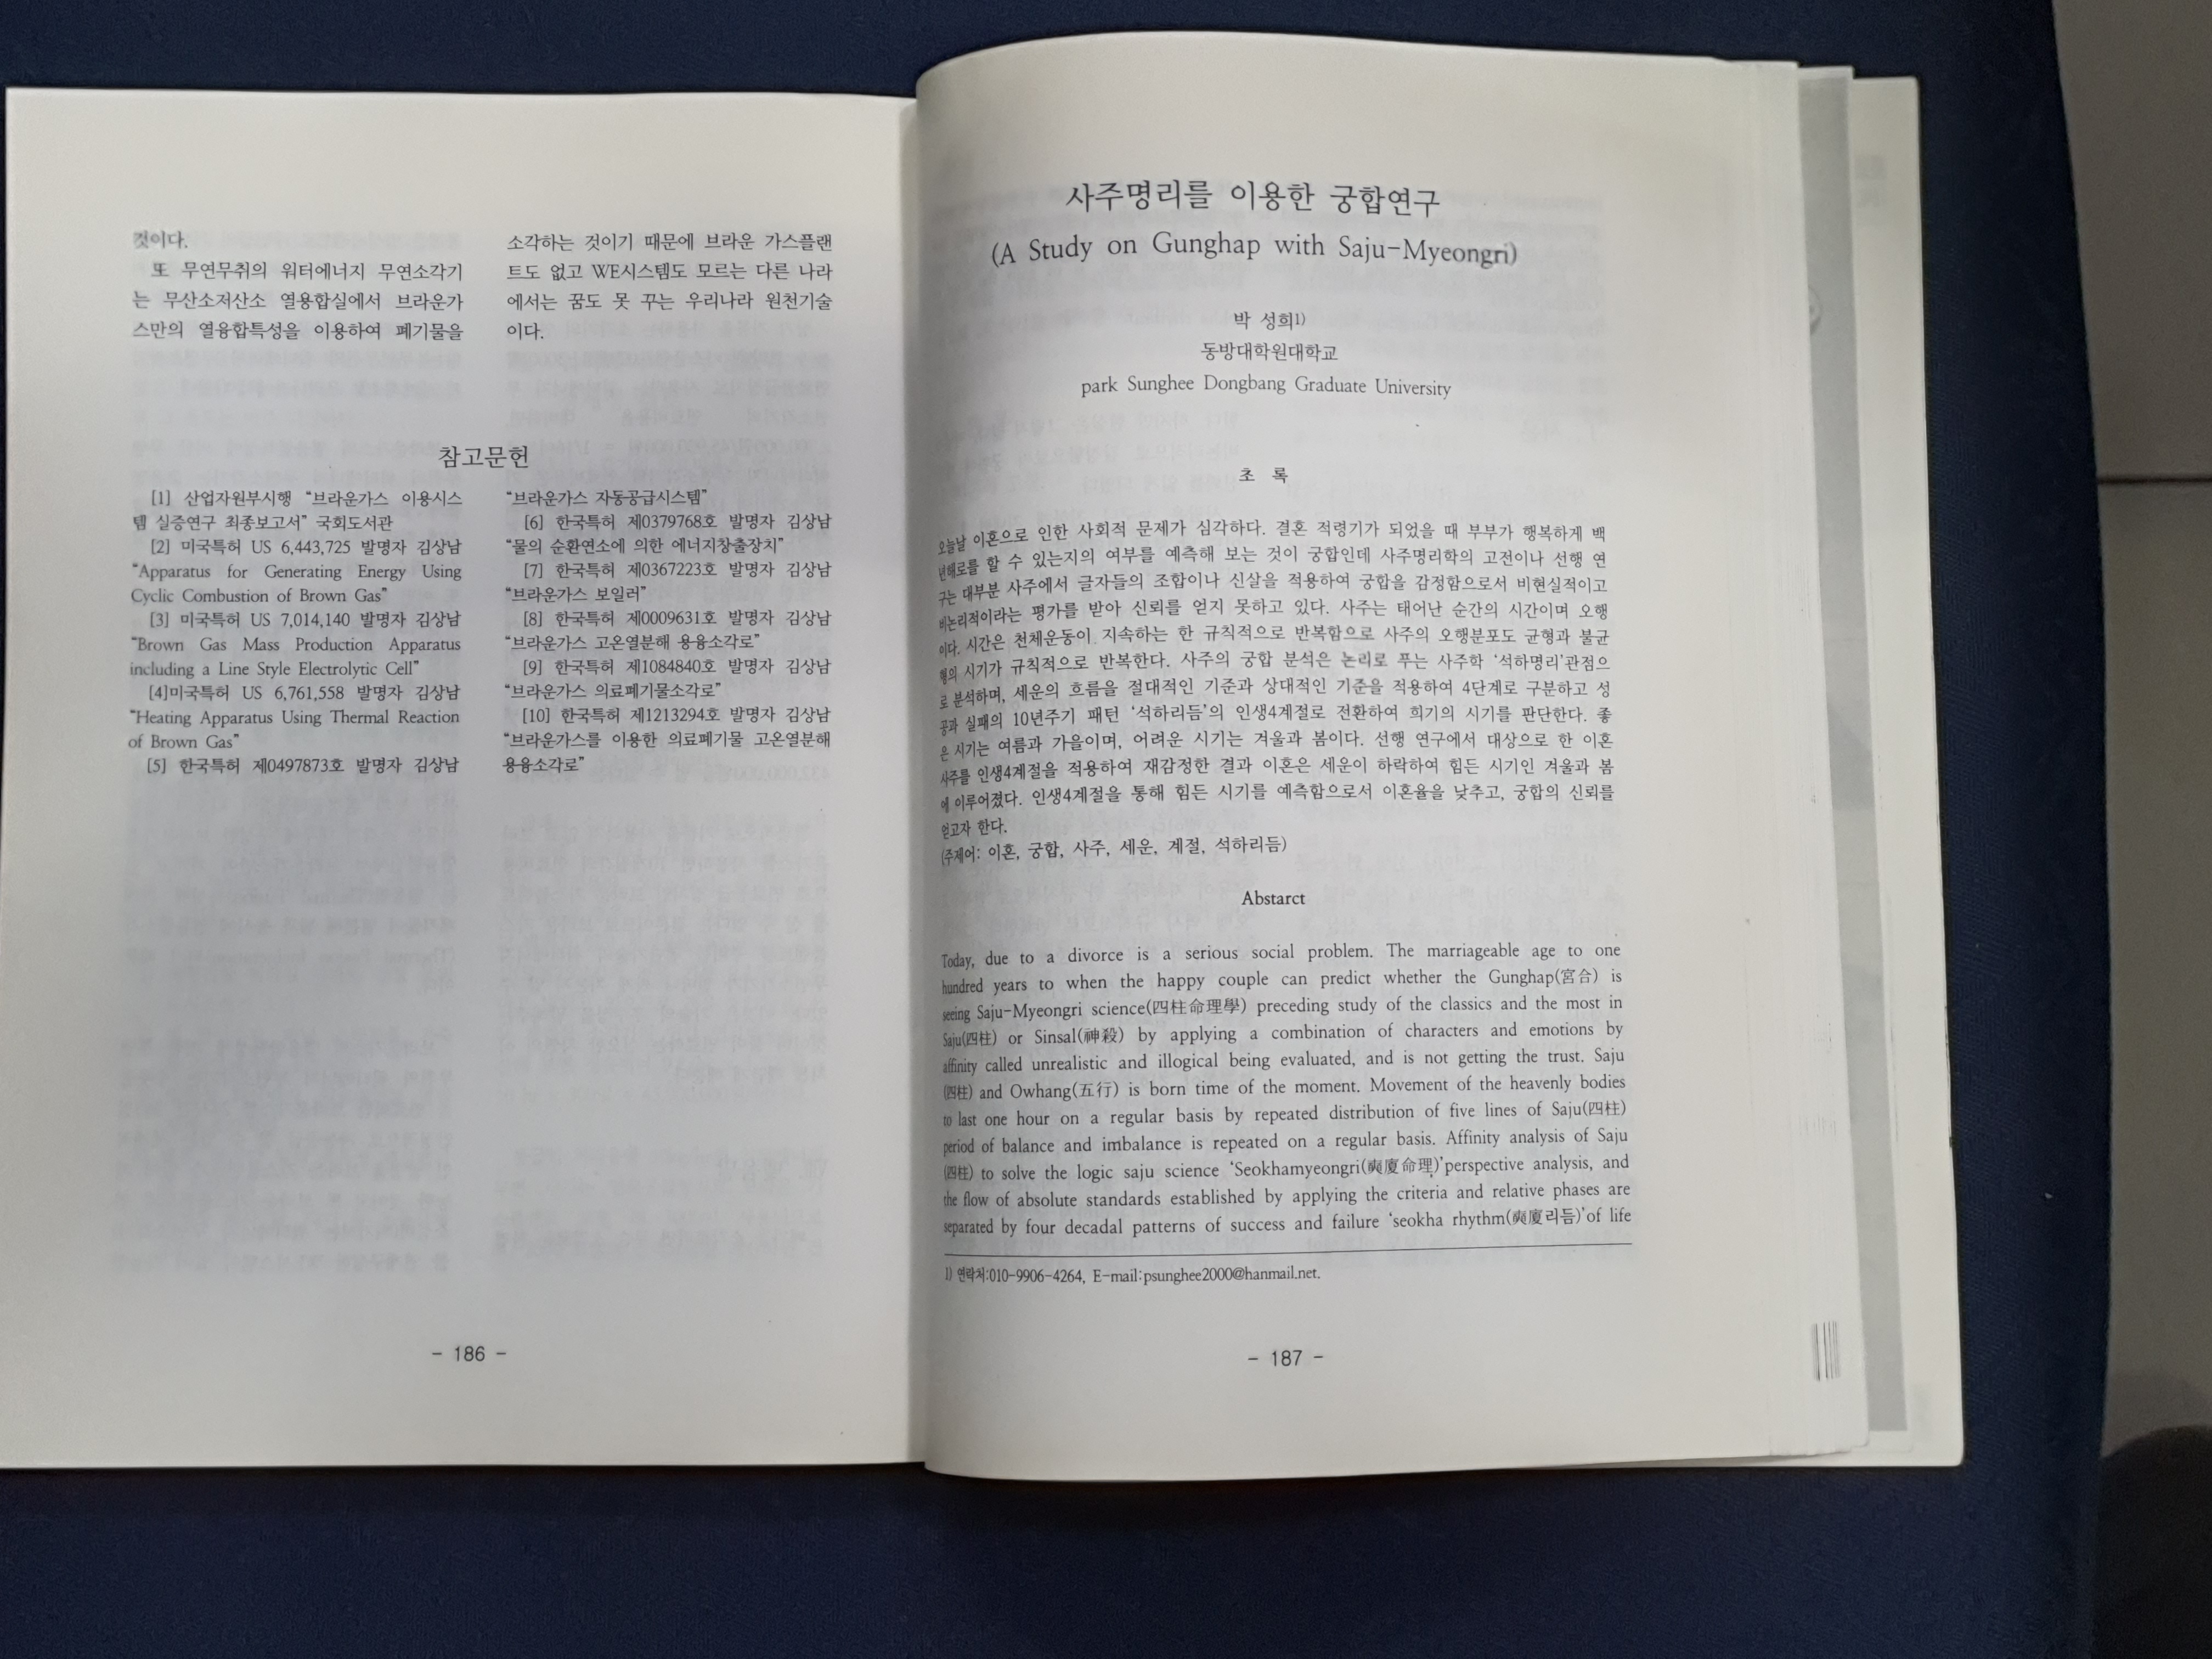 것이다.
또 무연무취의 워터에너지 무연소각기
는 무산소저산소 열용합실에서 브라운가
스만의 열융합특성을 이용하여 폐기물을
소각하는 것이기 때문에 브라운 가스플랜
트도 없고 WE시스템도 모르는 다른 나라
에서는 꿈도 못 꾸는 우리나라 원천기술
이다.
참고문헌
[1] 산업자원부시행 “브라운가스 이용시스
템 실증연구 최종보고서” 국회도서관
[2] 미국특허 US 6,443,725 발명자 김상남
“Apparatus for Generating Energy Using
Cyclic Combustion of Brown Gas”
[3] 미국특허 US 7,014,140 발명자 김상남
“Brown Gas Mass Production Apparatus
including a Line Style Electrolytic Cell”
[4]미국특허 US 6,761,558 발명자 김상남
“Heating Apparatus Using Thermal Reaction
of Brown Gas”
[5] 한국특허 제0497873호 발명자 김상남
“브라운가스 자동공급시스템”
[6] 한국특허 제0379768호 발명자 김상남
“물의 순환연소에 의한 에너지창출장치”
[7] 한국특허 제0367223호 발명자 김상남
“브라운가스 보일러”
[8] 한국특허 제0009631호 발명자 김상남
“브라운가스 고온열분해 용융소각로”
[9] 한국특허 제1084840호 발명자 김상남
“브라운가스 의료폐기물소각로”
[10] 한국특허 제1213294호 발명자 김상남
“브라운가스를 이용한 의료폐기물 고온열분해
용융소각로”
- 186 -
사주명리를 이용한 궁합연구
(A Study on Gunghap with Saju-Myeongri)
박 성희1)
동방대학원대학교
park Sunghee Dongbang Graduate University
초 록
오늘날 이혼으로 인한 사회적 문제가 심각하다. 결혼 적령기가 되었을 때 부부가 행복하게 백
년해로를 할 수 있는지의 여부를 예측해 보는 것이 궁합인데 사주명리학의 고전이나 선행 연
구는 대부분 사주에서 글자들의 조합이나 신살을 적용하여 궁합을 감정함으로서 비현실적이고
비논리적이라는 평가를 받아 신뢰를 얻지 못하고 있다. 사주는 태어난 순간의 시간이며 오행
이다. 시간은 천체운동이 지속하는 한 규칙적으로 반복함으로 사주의 오행분포도 균형과 불균
형의 시기가 규칙적으로 반복한다. 사주의 궁합 분석은 논리로 푸는 사주학 ‘석하명리’관점으
로 분석하며, 세운의 흐름을 절대적인 기준과 상대적인 기준을 적용하여 4단계로 구분하고 성
공과 실패의 10년주기 패턴 ‘석하리듬’의 인생4계절로 전환하여 희기의 시기를 판단한다. 좋
은 시기는 여름과 가을이며, 어려운 시기는 겨울과 봄이다. 선행 연구에서 대상으로 한 이혼
사주를 인생4계절을 적용하여 재감정한 결과 이혼은 세운이 하락하여 힘든 시기인 겨울과 봄
에 이루어졌다. 인생4계절을 통해 힘든 시기를 예측함으로서 이혼율을 낮추고, 궁합의 신뢰를
얻고자 한다.
(주제어: 이혼, 궁합, 사주, 세운, 계절, 석하리듬)
Abstarct
Today, due to a divorce is a serious social problem. The marriageable age to one
hundred years to when the happy couple can predict whether the Gunghap(宮合) is
seeing Saju-Myeongri science(四柱命理學) preceding study of the classics and the most in
Saju(四柱) or Sinsal(神殺) by applying a combination of characters and emotions by
affinity called unrealistic and illogical being evaluated, and is not getting the trust. Saju
(四柱) and Owhang(五行) is born time of the moment. Movement of the heavenly bodies
to last one hour on a regular basis by repeated distribution of five lines of Saju(四柱)
period of balance and imbalance is repeated on a regular basis. Affinity analysis of Saju
(四柱) to solve the logic saju science ‘Seokhamyeongri(奭廈命理)’perspective analysis, and
the flow of absolute standards established by applying the criteria and relative phases are
separated by four decadal patterns of success and failure ‘seokha rhythm(奭廈리듬)’of life
1) 연락처:010-9906-4264, E-mail:psunghee2000@hanmail.net.
- 187 -